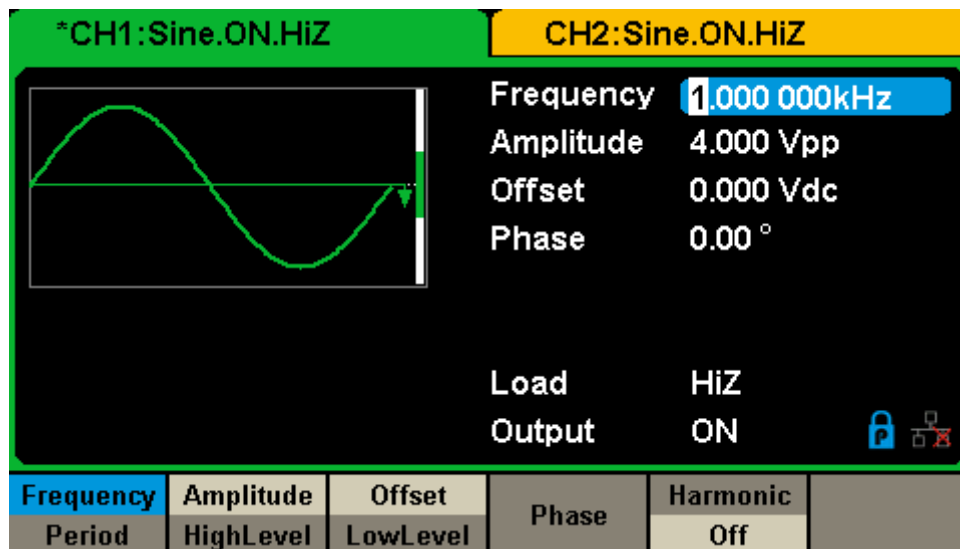 *CH1:Sine.ON.HiZ CH2:Sine.ON.HiZ
Frequency 1.000 000kHz
Amplitude 4.000 Vpp
Offset 0.000 Vdc
Phase 0.00 °
Load HiZ
Output ON
P
Frequency Amplitude Offset Phase Harmonic
Period HighLevel LowLevel Off